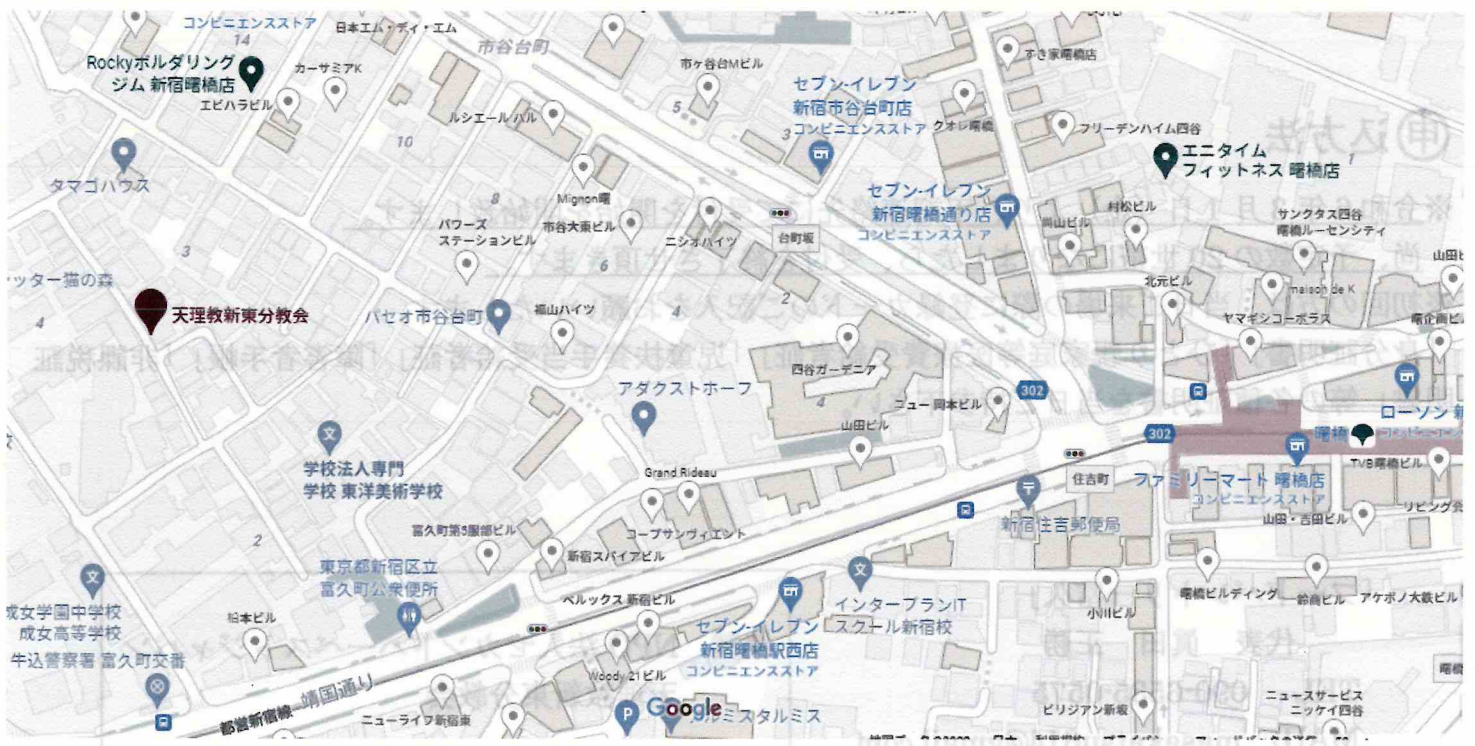 コンビニエンスストア
14
日本エム・ディ・エム
市谷台町
Rockyボルダリング
ジム 新宿曙橋店
カーサミアK
エビハラビル
タマゴハウス
ルシエール ハル
10
市ヶ谷台Mビル
5
3
セブン-イレブン
新宿市谷台町店
コンビニエンスストア
クオレ曙橋
すき家曙橋店
フリーデンハイム四谷
エニタイム
フィットネス 曙橋店
1
8
Mignon曙
市谷大東ビル
パワーズ
ステーションビル
ニシオハイツ
台町坂
セブン-イレブン
新宿曙橋通り店
コンビニエンスストア
村松ビル
サンクタス四谷
曙橋ルーセンシティ
3
6
2
4
ッター猫の森
4
天理教新東分教会
パセオ市谷台町
福山ハイツ
北元ビル
maison de K
ヤマギシコーポラス
四谷ガーデニア
4
アダクストホーフ
ニュー 岡本ビル
302
山田ビル
302
曙橋
ローソン 新
TVB曙橋ビル
学校法人専門
学校 東洋美術学校
Grand Rideau
住吉町
ファミリーマート 曙橋店
コンビニエンスストア
新宿住吉郵便局
山田・吉田ビル
リビング
富久町第5服部ビル
コープサンヴィエント
新宿スパイアビル
2
東京都新宿区立
富久町公衆便所
成女学園中学校
成女高等学校
牛込警察署 富久町交番
船本ビル
ベルックス 新宿ビル
セブン-イレブン
新宿曙橋駅西店
コンビニエンスストア
インタープランIT
スクール新宿校
小川ビル
曙橋ビルディング
鈴商ビル
アケボノ大鉄ビル
Woody 21 ビル
Google
ルミスタルミス
都営新宿線
靖国通り
ニューライフ新宿東
ビリジアン新坂
ニュースサービス
ニッケイ四谷